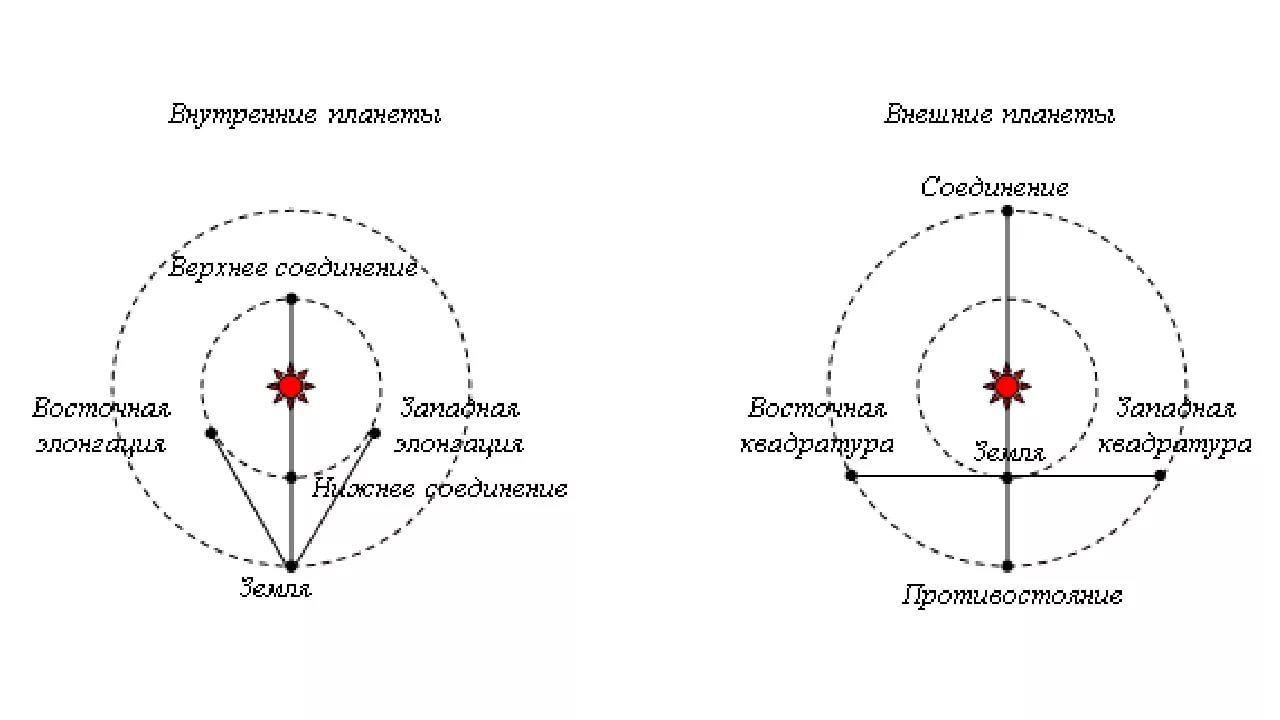 Внутренние планеты
Верхнее соединение
Восточная
элонгация
Западная
элонгация
Нижнее соединение
Земля
Внешние планеты
Соединение
Восточная
квадратура
Земля
Западная
квадратура
Противостояние